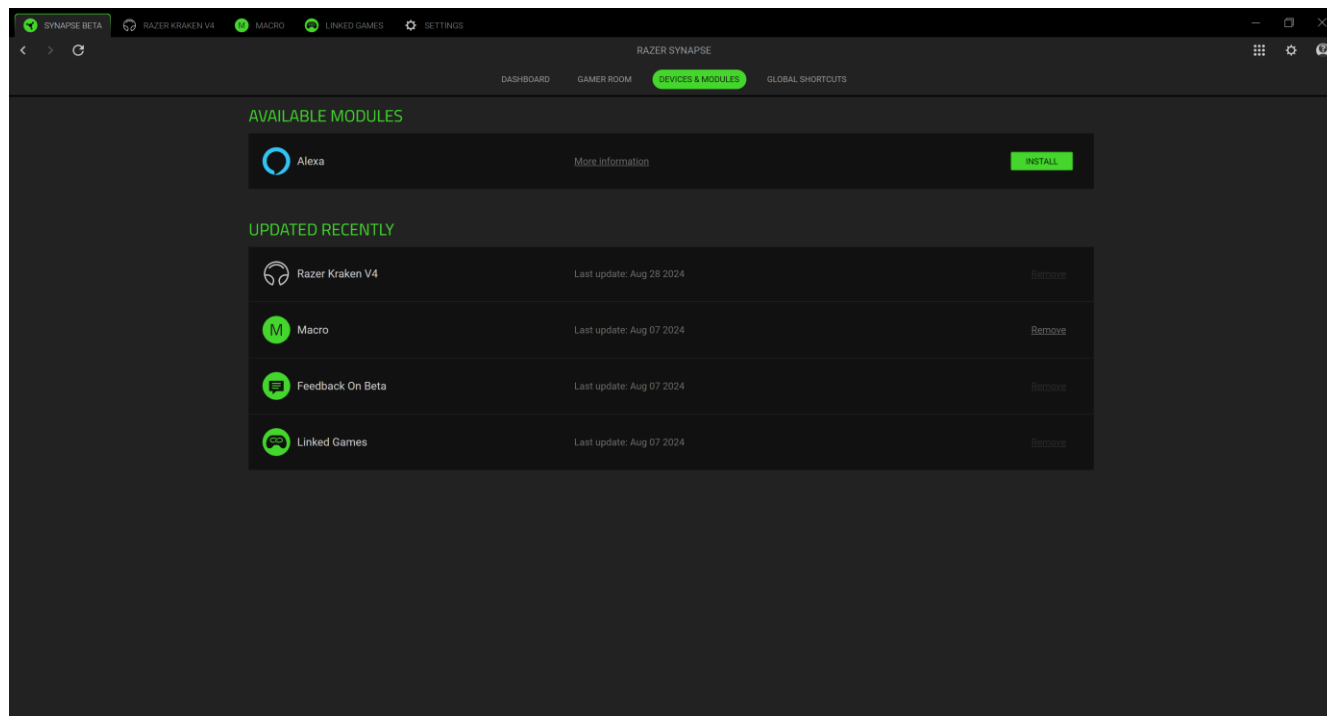 SYNAPSE BETA RAZER KRAKEN V4 M MACRO LINKED GAMES SETTINGS
RAZER SYNAPSE
DASHBOARD GAMER ROOM DEVICES & MODULES GLOBAL SHORTCUTS
AVAILABLE MODULES
Alexa More information INSTALL
UPDATED RECENTLY
Razer Kraken V4 Last update: Aug 28 2024 Remove
M Macro Last update: Aug 07 2024 Remove
Feedback On Beta Last update: Aug 07 2024 Remove
Linked Games Last update: Aug 07 2024 Remove